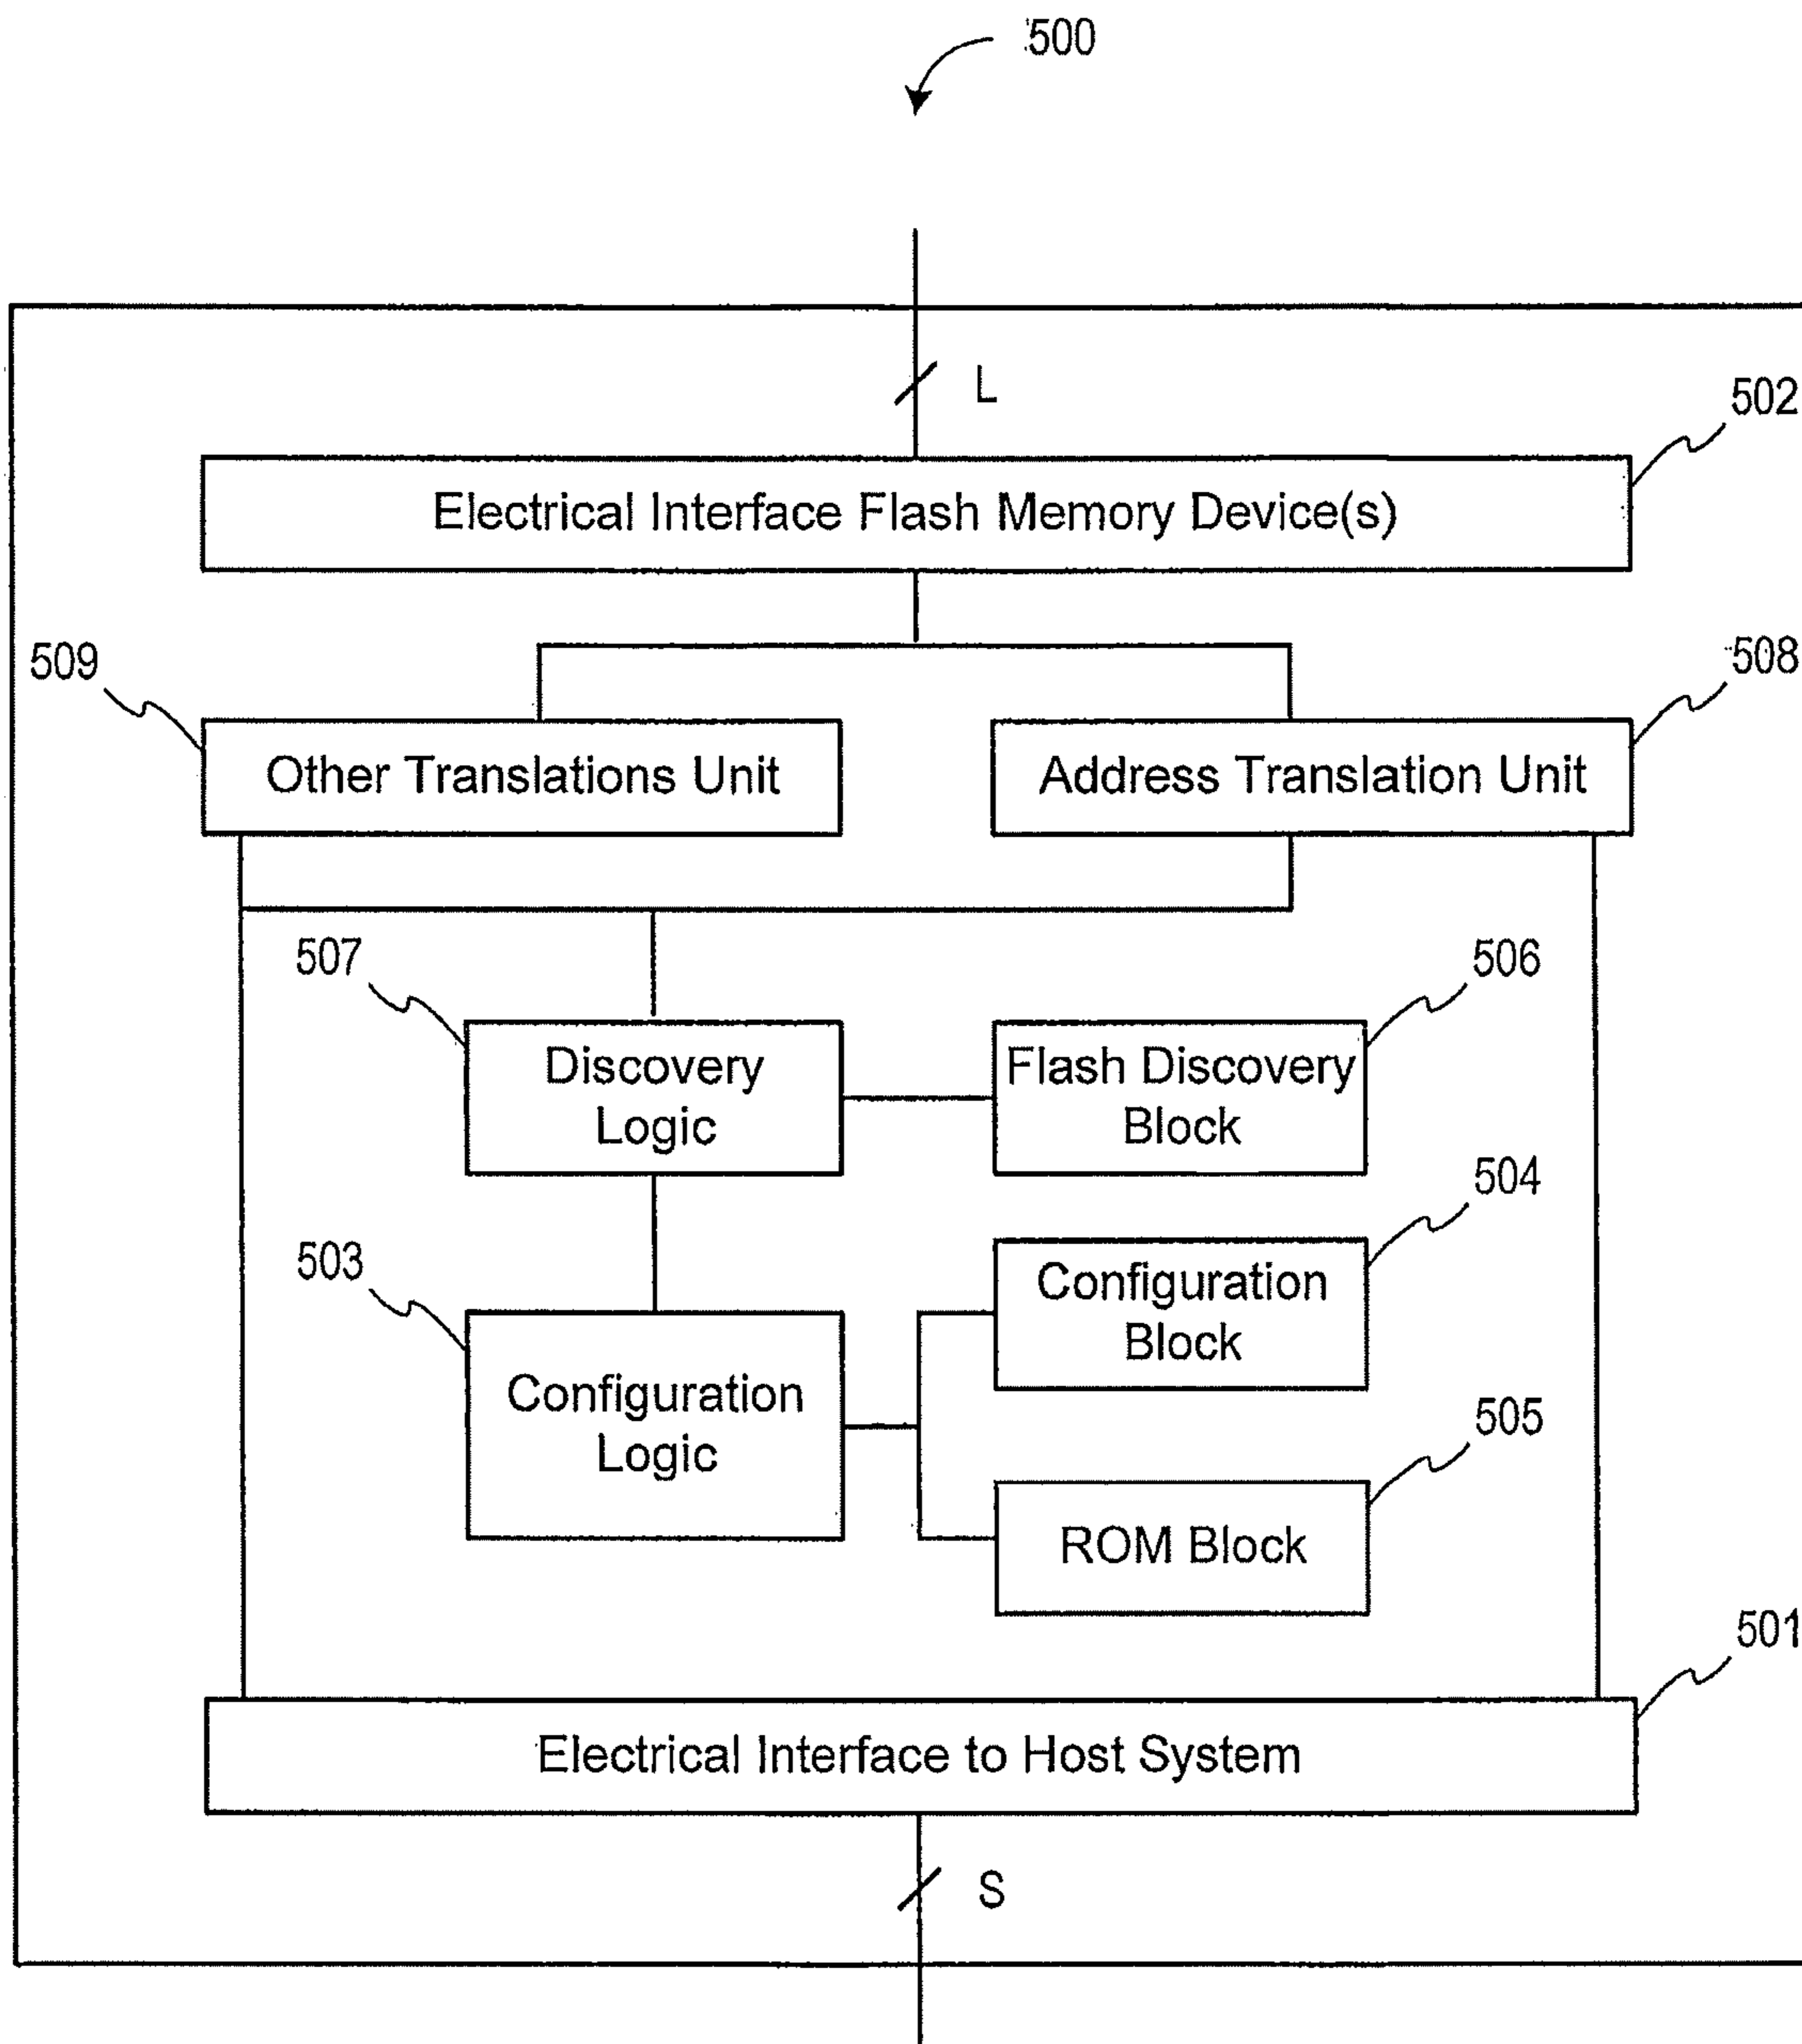 500
L
502
Electrical Interface Flash Memory Device(s)
509
508
Other Translations Unit
Address Translation Unit
507
506
Discovery
Logic
Flash Discovery
Block
504
503
Configuration
Block
Configuration
Logic
505
ROM Block
501
Electrical Interface to Host System
S